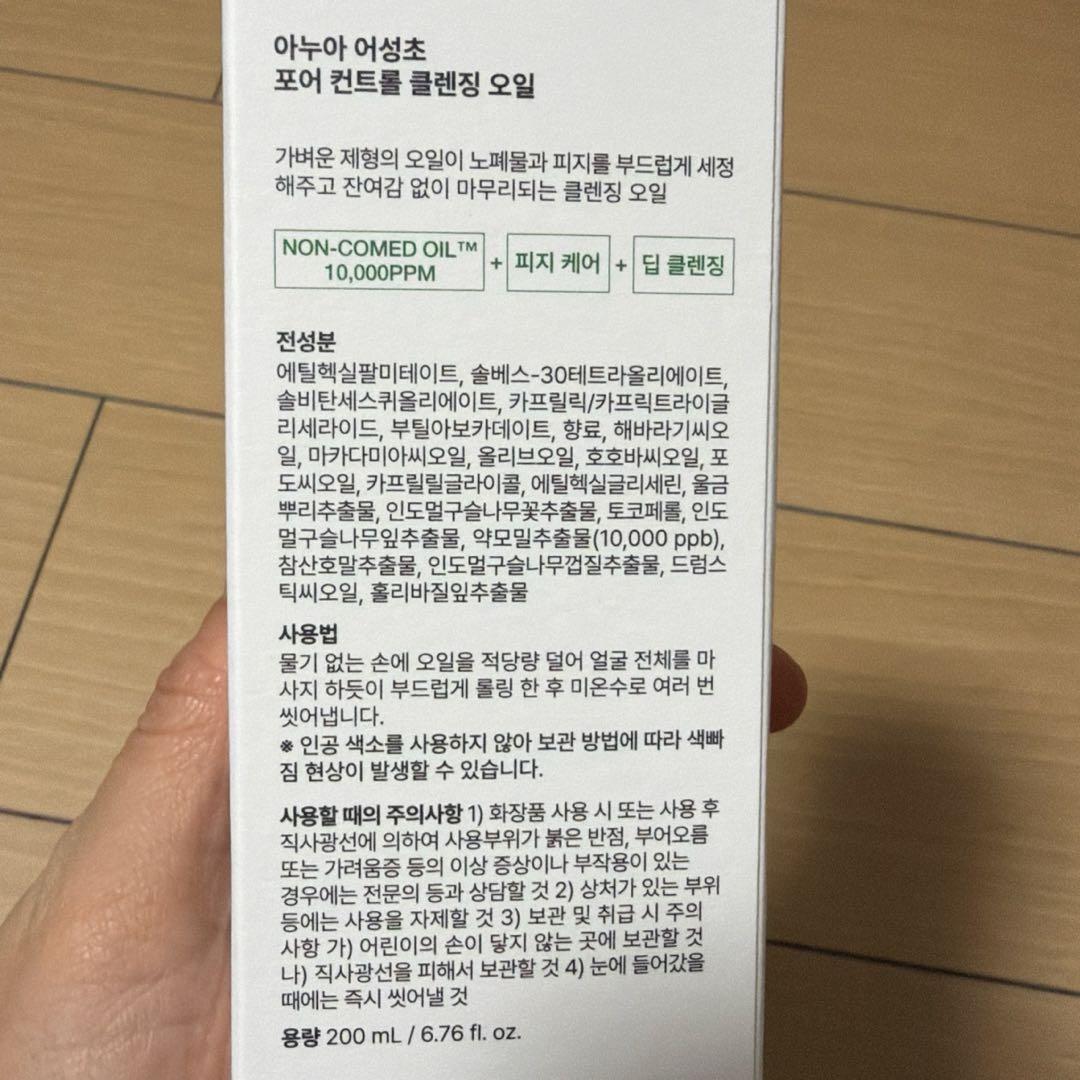 아누아 어성초
포어 컨트롤 클렌징 오일
가벼운 제형의 오일이 노폐물과 피지를 부드럽게 세정
해주고 잔여감 없이 마무리되는 클렌징 오일
NON-COMED OIL™
10,000PPM
+ 피지 케어 + 딥 클렌징
전성분
에틸헥실팔미테이트, 솔베스-30테트라올리에이트,
솔비탄세스퀴올리에이트, 카프릴릭/카프릭트라이글
리세라이드, 부틸아보카데이트, 향료, 해바라기씨오
일, 마카다미아씨오일, 올리브오일, 호호바씨오일, 포
도씨오일, 카프릴릴글라이콜, 에틸헥실글리세린, 울금
뿌리추출물, 인도멀구슬나무꽃추출물, 토코페롤, 인도
멀구슬나무잎추출물, 약모밀추출물(10,000 ppb),
참산호말추출물, 인도멀구슬나무껍질추출물, 드럼스
틱씨오일, 홀리바질잎추출물
사용법
물기 없는 손에 오일을 적당량 덜어 얼굴 전체를 마
사지 하듯이 부드럽게 롤링 한 후 미온수로 여러 번
씻어냅니다.
※ 인공 색소를 사용하지 않아 보관 방법에 따라 색빠
짐 현상이 발생할 수 있습니다.
사용할 때의 주의사항 1) 화장품 사용 시 또는 사용 후
직사광선에 의하여 사용부위가 붉은 반점, 부어오름
또는 가려움증 등의 이상 증상이나 부작용이 있는
경우에는 전문의 등과 상담할 것 2) 상처가 있는 부위
등에는 사용을 자제할 것 3) 보관 및 취급 시 주의
사항 가) 어린이의 손이 닿지 않는 곳에 보관할 것
나) 직사광선을 피해서 보관할 것 4) 눈에 들어갔을
때에는 즉시 씻어낼 것
용량 200 mL / 6.76 fl. oz.